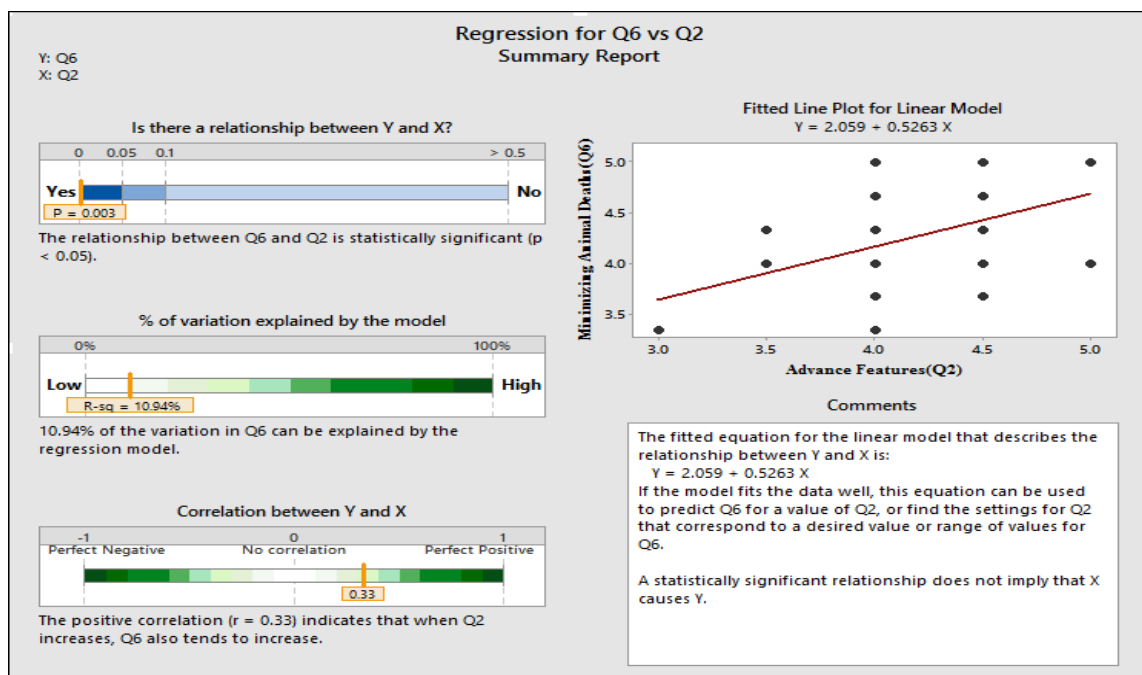 Regression for Q6 vs Q2
Summary Report
Y: Q6
X: Q2
Is there a relationship between Y and X?
0 0.05 0.1 > 0.5
Yes No
P = 0.003
The relationship between Q6 and Q2 is statistically significant (p
< 0.05).
% of variation explained by the model
0% 100%
Low High
R-sq = 10.94%
10.94% of the variation in Q6 can be explained by the
regression model.
Correlation between Y and X
-1 0 1
Perfect Negative No correlation Perfect Positive
0.33
The positive correlation (r = 0.33) indicates that when Q2
increases, Q6 also tends to increase.
Fitted Line Plot for Linear Model
Y = 2.059 + 0.5263 X
Minimizing Animal Deaths(Q6)
5.0
4.5
4.0
3.5
3.0 3.5 4.0 4.5 5.0
Advance Features(Q2)
Comments
The fitted equation for the linear model that describes the
relationship between Y and X is:
Y = 2.059 + 0.5263 X
If the model fits the data well, this equation can be used
to predict Q6 for a value of Q2, or find the settings for Q2
that correspond to a desired value or range of values for
Q6.
A statistically significant relationship does not imply that X
causes Y.